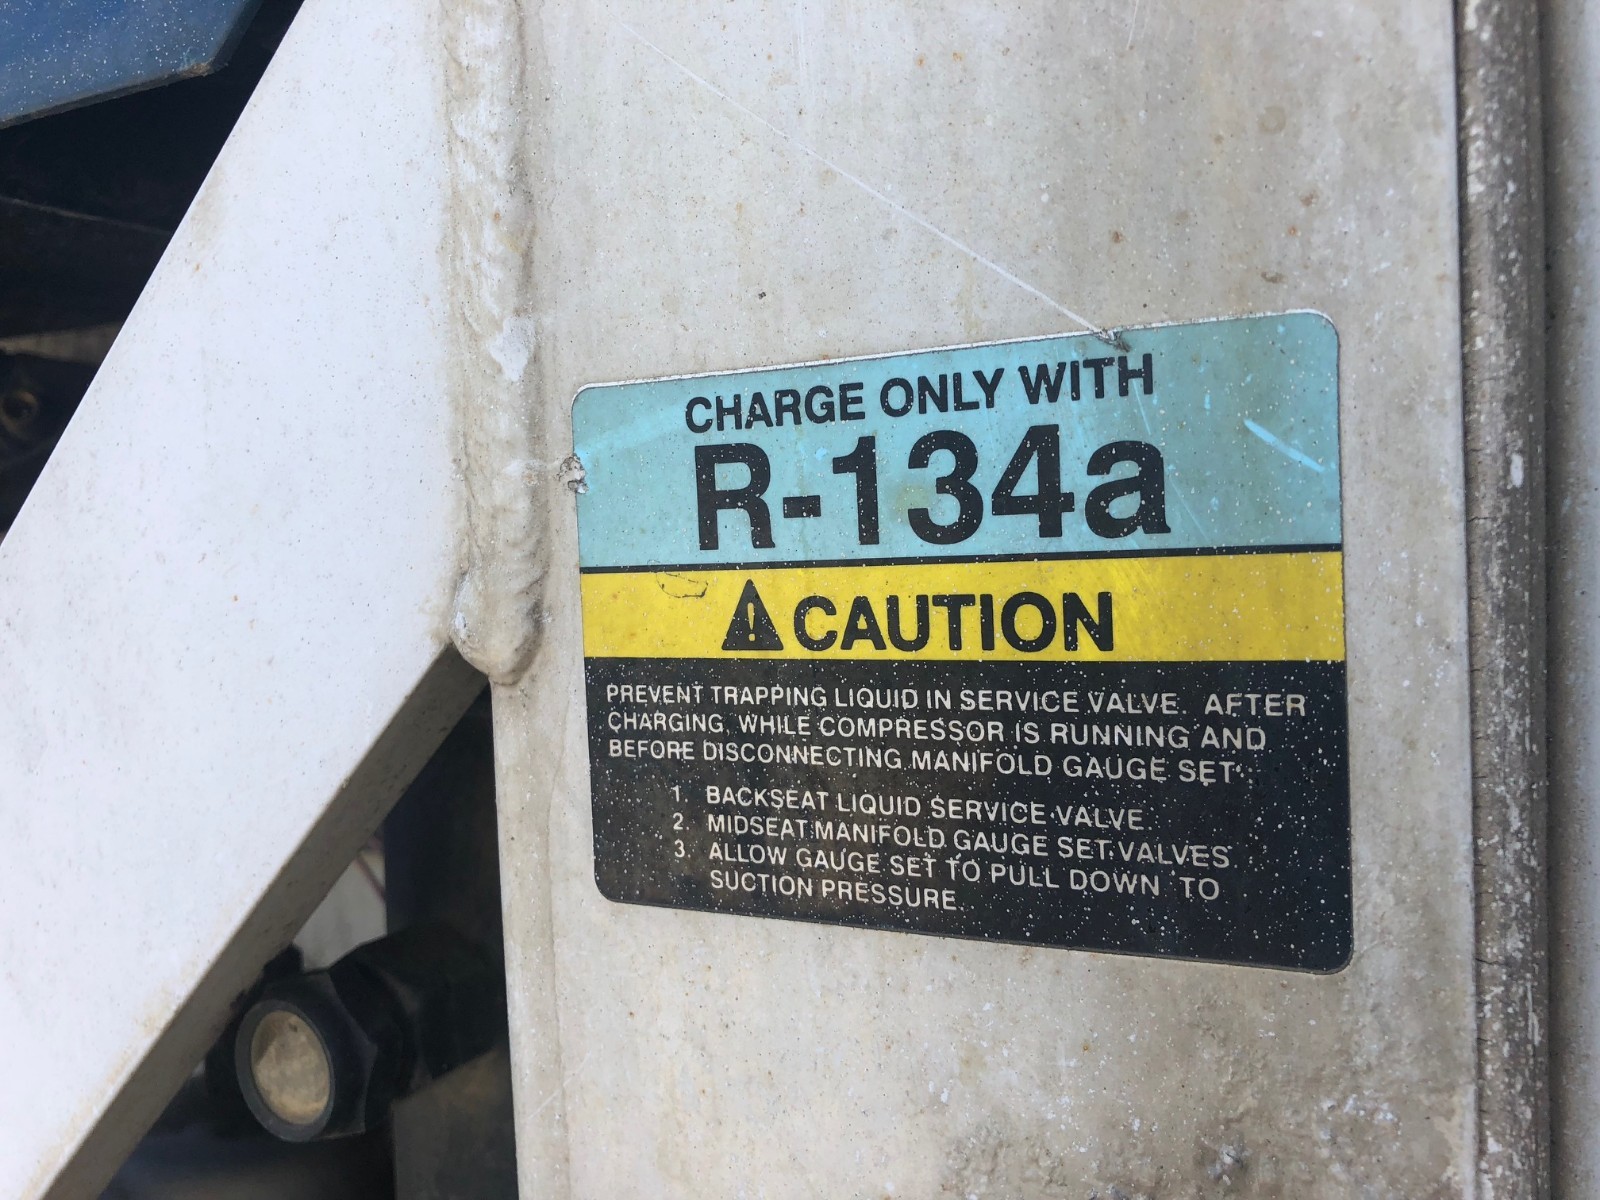 CHARGE ONLY WITH
R-134a
CAUTION
PREVENT TRAPPING LIQUID IN SERVICE VALVE. AFTER
CHARGING, WHILE COMPRESSOR IS RUNNING AND
BEFORE DISCONNECTING MANIFOLD GAUGE SET:
1. BACKSEAT LIQUID SERVICE VALVE.
2. MIDSEAT MANIFOLD GAUGE SET VALVES.
3. ALLOW GAUGE SET TO PULL DOWN TO
SUCTION PRESSURE.